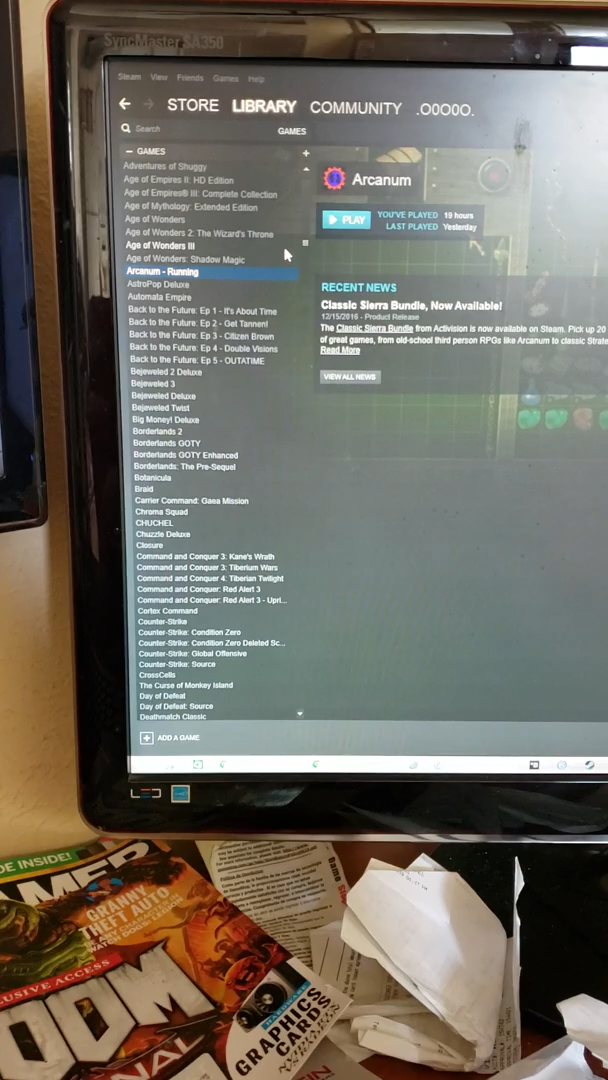 SyncMaster SA350
Steam View Friends Games Help
STORE LIBRARY COMMUNITY .O0O0O.
Search GAMES
− GAMES +
Adventures of Shuggy
Age of Empires II: HD Edition
Age of Empires® III: Complete Collection
Age of Mythology: Extended Edition
Age of Wonders
Age of Wonders 2: The Wizard's Throne
Age of Wonders III
Age of Wonders: Shadow Magic
Arcanum - Running
AstroPop Deluxe
Automata Empire
Back to the Future: Ep 1 - It's About Time
Back to the Future: Ep 2 - Get Tannen!
Back to the Future: Ep 3 - Citizen Brown
Back to the Future: Ep 4 - Double Visions
Back to the Future: Ep 5 - OUTATIME
Bejeweled 2 Deluxe
Bejeweled 3
Bejeweled Deluxe
Bejeweled Twist
Big Money! Deluxe
Borderlands 2
Borderlands GOTY
Borderlands GOTY Enhanced
Borderlands: The Pre-Sequel
Botanicula
Braid
Carrier Command: Gaea Mission
Chroma Squad
CHUCHEL
Chuzzle Deluxe
Closure
Command and Conquer 3: Kane's Wrath
Command and Conquer 3: Tiberium Wars
Command and Conquer 4: Tiberian Twilight
Command and Conquer: Red Alert 3
Command and Conquer: Red Alert 3 - Upri...
Cortex Command
Counter-Strike
Counter-Strike: Condition Zero
Counter-Strike: Condition Zero Deleted Sc...
Counter-Strike: Global Offensive
Counter-Strike: Source
CrossCells
The Curse of Monkey Island
Day of Defeat
Day of Defeat: Source
Deathmatch Classic
+ ADD A GAME
Arcanum
PLAY
YOU'VE PLAYED 19 hours
LAST PLAYED Yesterday
RECENT NEWS
Classic Sierra Bundle, Now Available!
12/15/2016 - Product Release
The Classic Sierra Bundle from Activision is now available on Steam. Pick up 20
of great games, from old-school third person RPGs like Arcanum to classic Strate
Read More
VIEW ALL NEWS
LED
DE INSIDE!
MER
GRANNY
THEFT AUTO
USIVE ACCESS
OOM
NAL
HARDWARE
GRAPHICS
CARDS